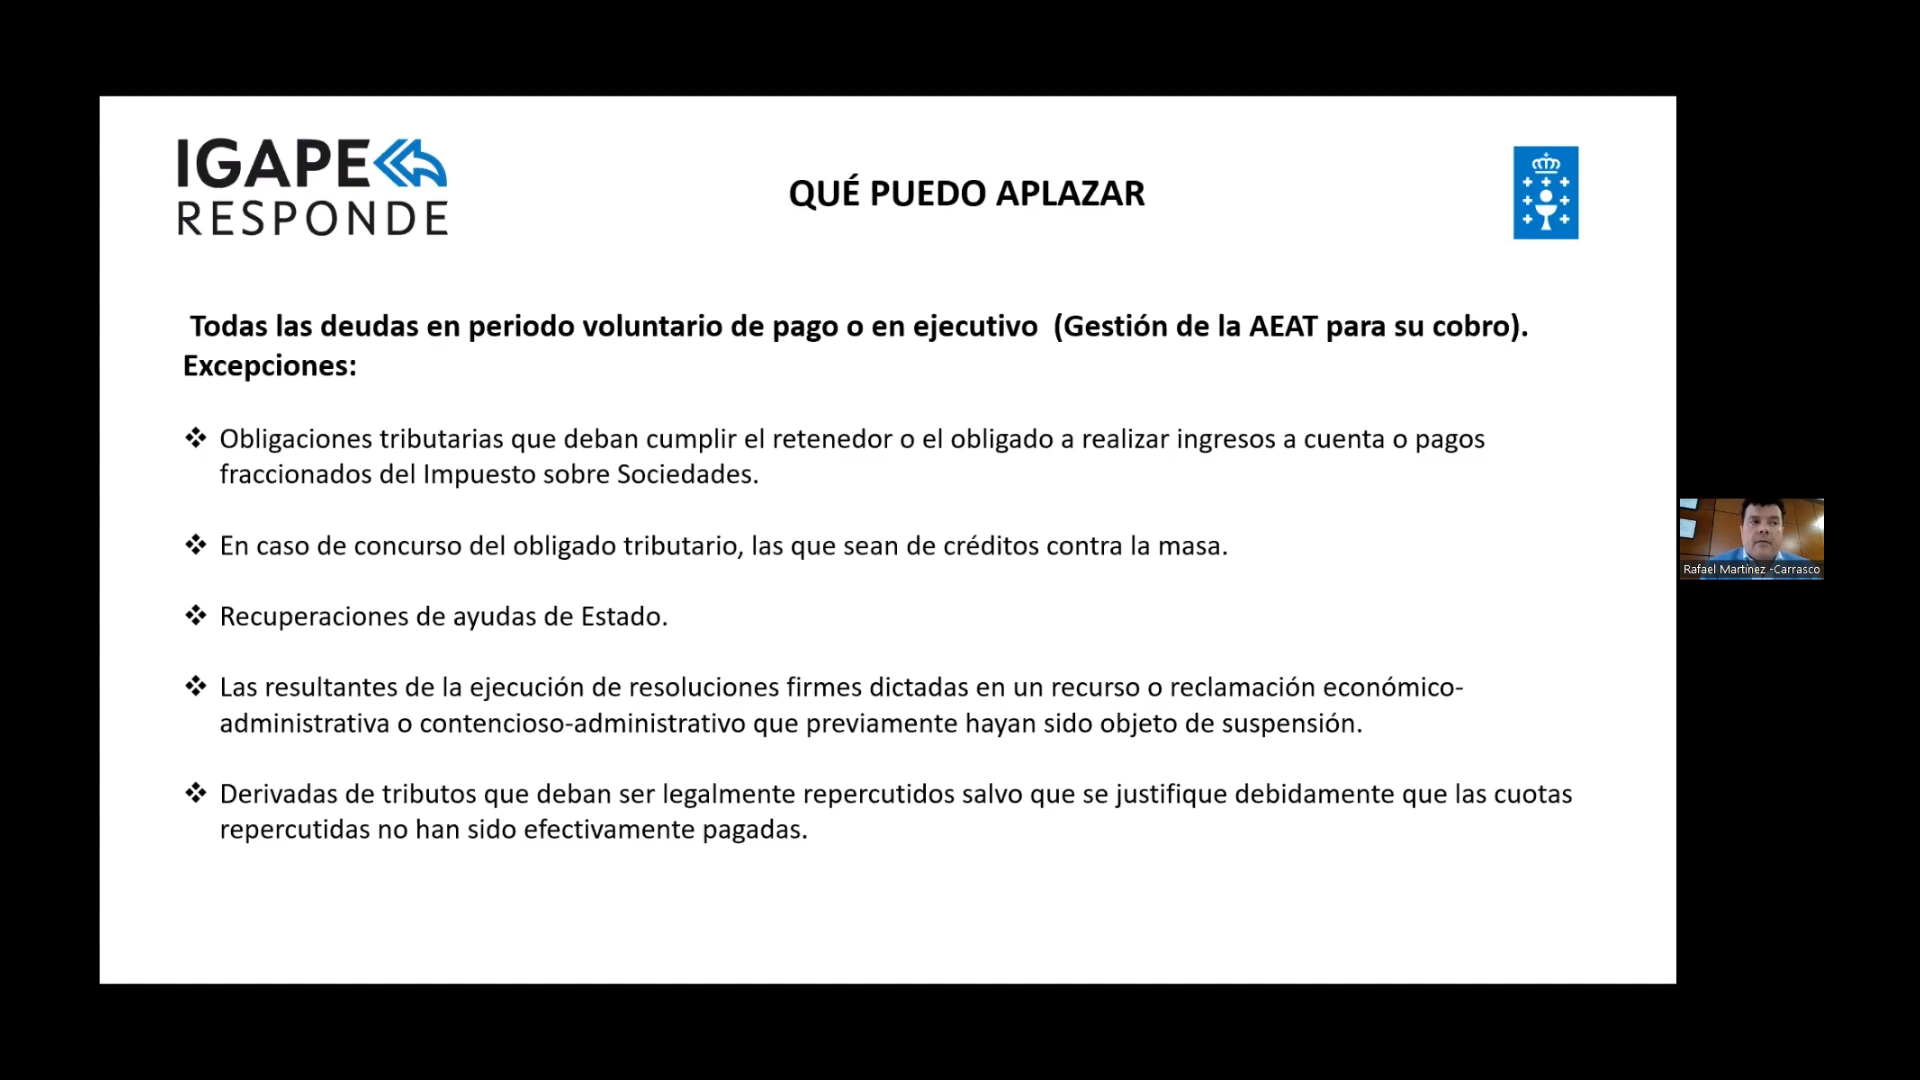 IGAPE
RESPONDE
QUÉ PUEDO APLAZAR
Todas las deudas en periodo voluntario de pago o en ejecutivo (Gestión de la AEAT para su cobro).
Excepciones:
❖ Obligaciones tributarias que deban cumplir el retenedor o el obligado a realizar ingresos a cuenta o pagos
fraccionados del Impuesto sobre Sociedades.
❖ En caso de concurso del obligado tributario, las que sean de créditos contra la masa.
❖ Recuperaciones de ayudas de Estado.
❖ Las resultantes de la ejecución de resoluciones firmes dictadas en un recurso o reclamación económico-
administrativa o contencioso-administrativo que previamente hayan sido objeto de suspensión.
❖ Derivadas de tributos que deban ser legalmente repercutidos salvo que se justifique debidamente que las cuotas
repercutidas no han sido efectivamente pagadas.
Rafael Martínez -Carrasco